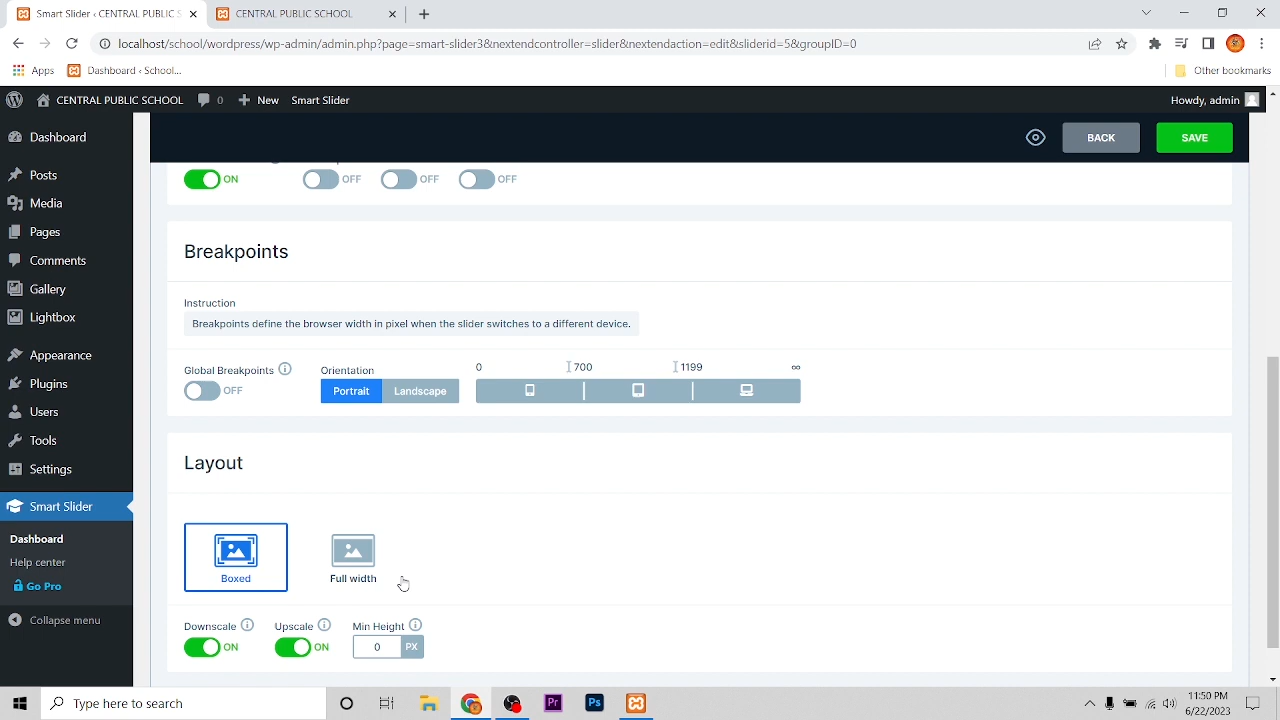 Smart Slider ‹ CENTRAL PUBLIC S
CENTRAL PUBLIC SCHOOL
localhost/school/wordpress/wp-admin/admin.php?page=smart-slider3&nextendcontroller=slider&nextendaction=edit&sliderid=5&groupID=0
Apps
Dashboard ‹ School...
Other bookmarks
CENTRAL PUBLIC SCHOOL
0
New
Smart Slider
Howdy, admin
BACK
SAVE
Dashboard
Posts
Media
Pages
Comments
Gallery
Lightbox
Appearance
Plugins
Users
Tools
Settings
Smart Slider
Dashboard
Help center
Go Pro
Collapse menu
ON
OFF
OFF
OFF
Breakpoints
Instruction
Breakpoints define the browser width in pixel when the slider switches to a different device.
Global Breakpoints
OFF
Orientation
Portrait
Landscape
0
700
1199
∞
Layout
Boxed
Full width
Downscale
ON
Upscale
ON
Min Height
0
PX
Type here to search
Pr
Ps
11:50 PM
6/22/2023